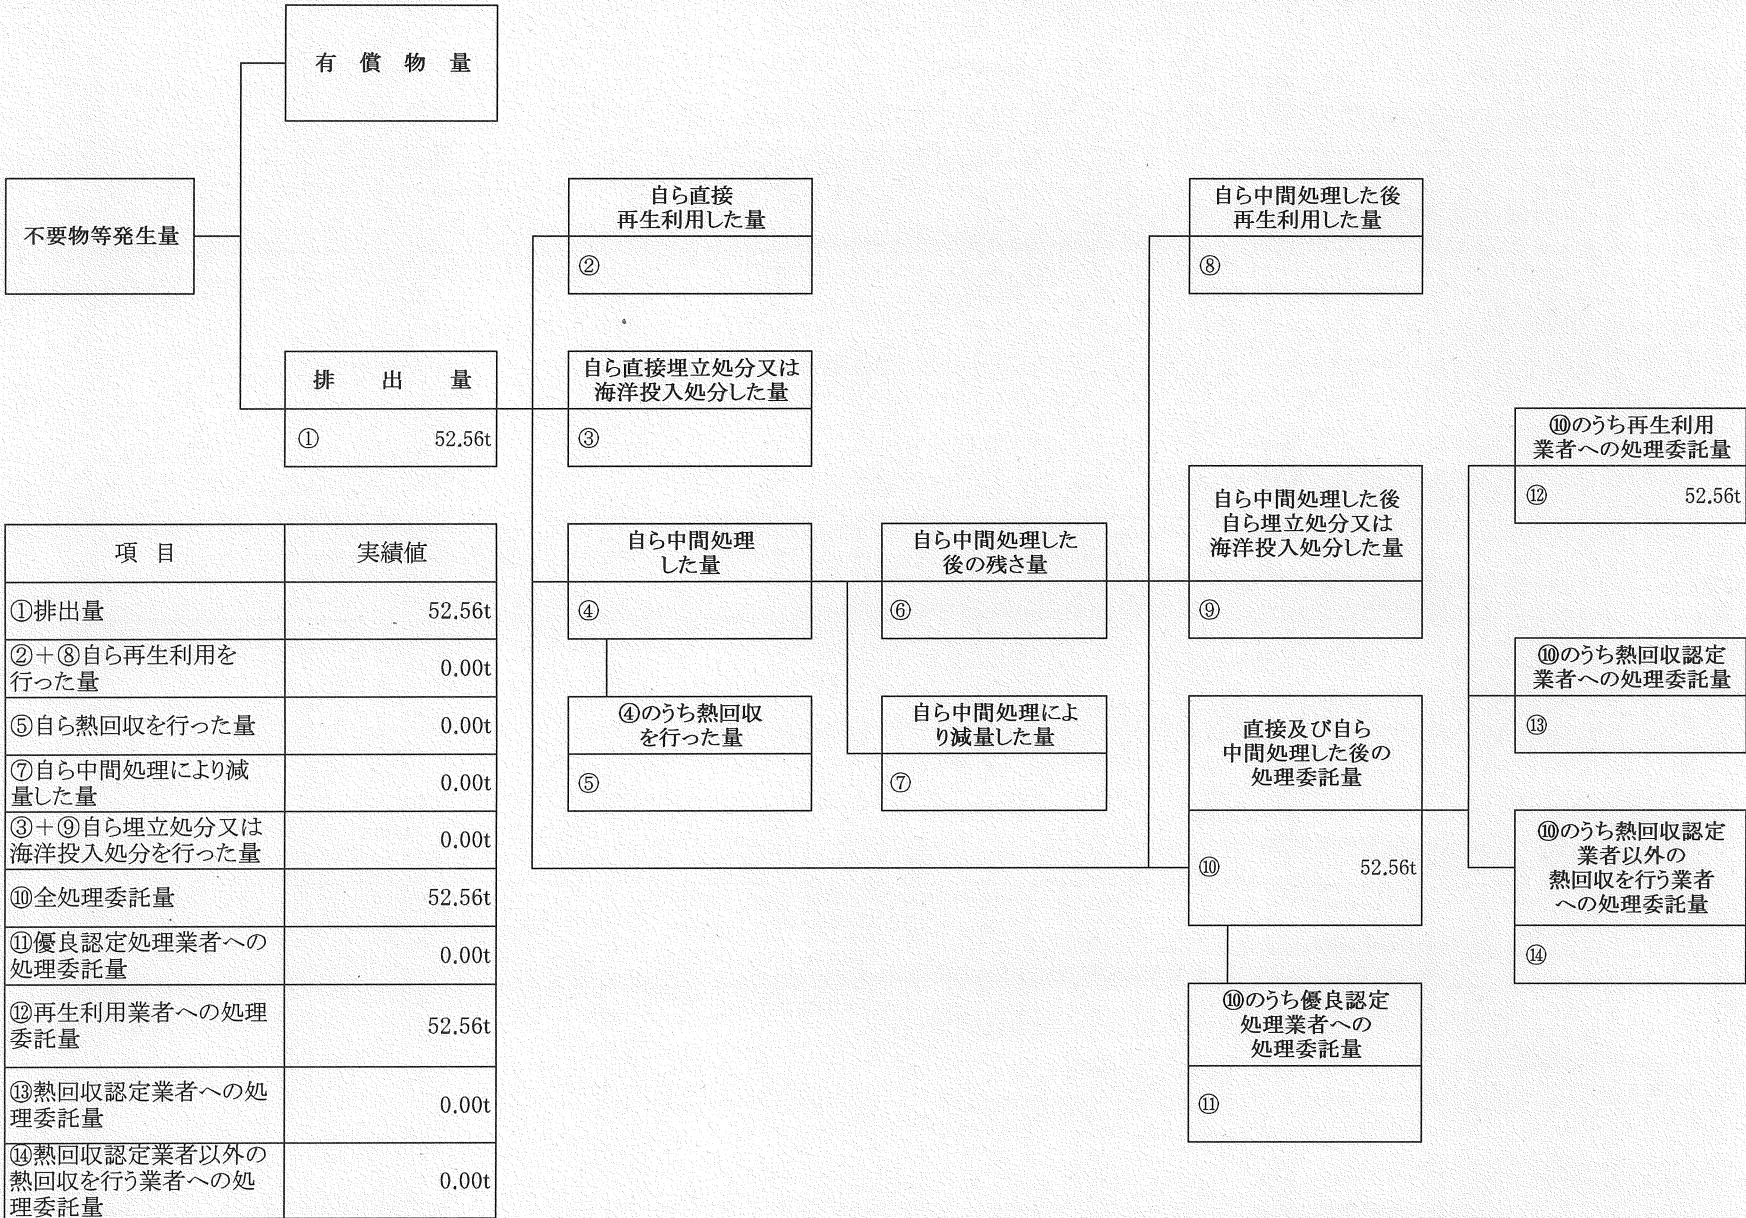 有償物量
不要物等発生量
自ら直接
再生利用した量
②
自ら中間処理した後
再生利用した量
⑧
排出量
① 52.56t
自ら直接埋立処分又は
海洋投入処分した量
③
⑩のうち再生利用
業者への処理委託量
⑫ 52.56t
自ら中間処理
した量
④
自ら中間処理した
後の残さ量
⑥
自ら中間処理した後
自ら埋立処分又は
海洋投入処分した量
⑨
④のうち熱回収
を行った量
⑤
自ら中間処理によ
り減量した量
⑦
直接及び自ら
中間処理した後の
処理委託量
⑩ 52.56t
⑩のうち熱回収認定
業者への処理委託量
⑬
⑩のうち熱回収認定
業者以外の
熱回収を行う業者
への処理委託量
⑭
⑩のうち優良認定
処理業者への
処理委託量
⑪
項目 実績値
①排出量 52.56t
②+⑧自ら再生利用を
行った量 0.00t
⑤自ら熱回収を行った量 0.00t
⑦自ら中間処理により減
量した量 0.00t
③+⑨自ら埋立処分又は
海洋投入処分を行った量 0.00t
⑩全処理委託量 52.56t
⑪優良認定処理業者への
処理委託量 0.00t
⑫再生利用業者への処理
委託量 52.56t
⑬熱回収認定業者への処
理委託量 0.00t
⑭熱回収認定業者以外の
熱回収を行う業者への処
理委託量 0.00t